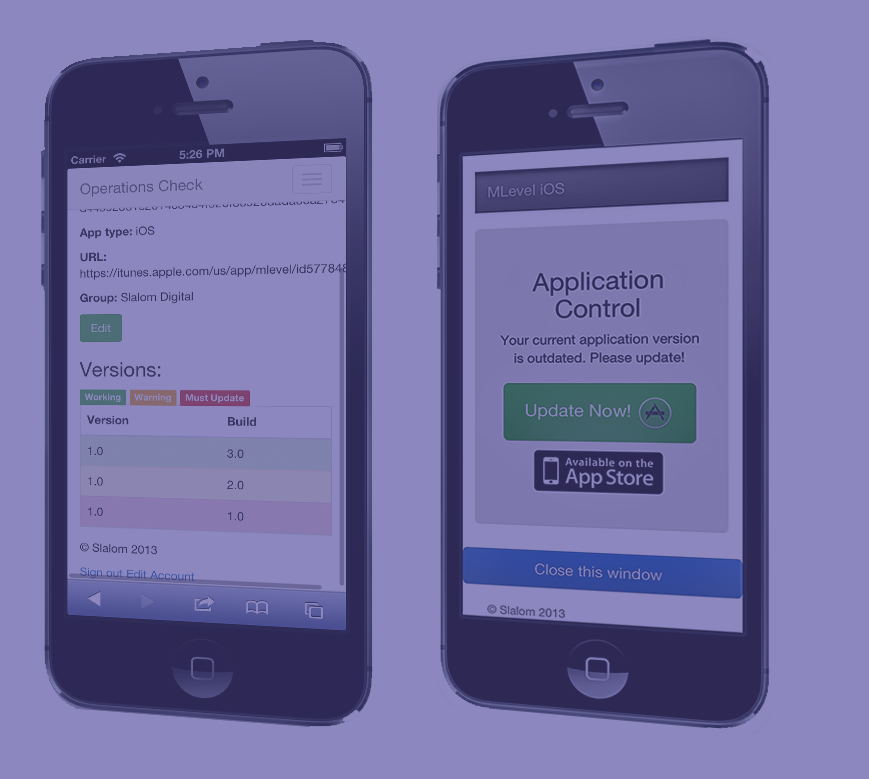 Carrier
5:26 PM
Operations Check
App type: iOS
URL:
https://itunes.apple.com/us/app/mlevel/id577848
Group: Slalom Digital
Edit
Versions:
Working Warning Must Update
Version Build
1.0 3.0
1.0 2.0
1.0 1.0
© Slalom 2013
Sign out Edit Account
MLevel iOS
Application
Control
Your current application version
is outdated. Please update!
Update Now!
Available on the
App Store
Close this window
© Slalom 2013